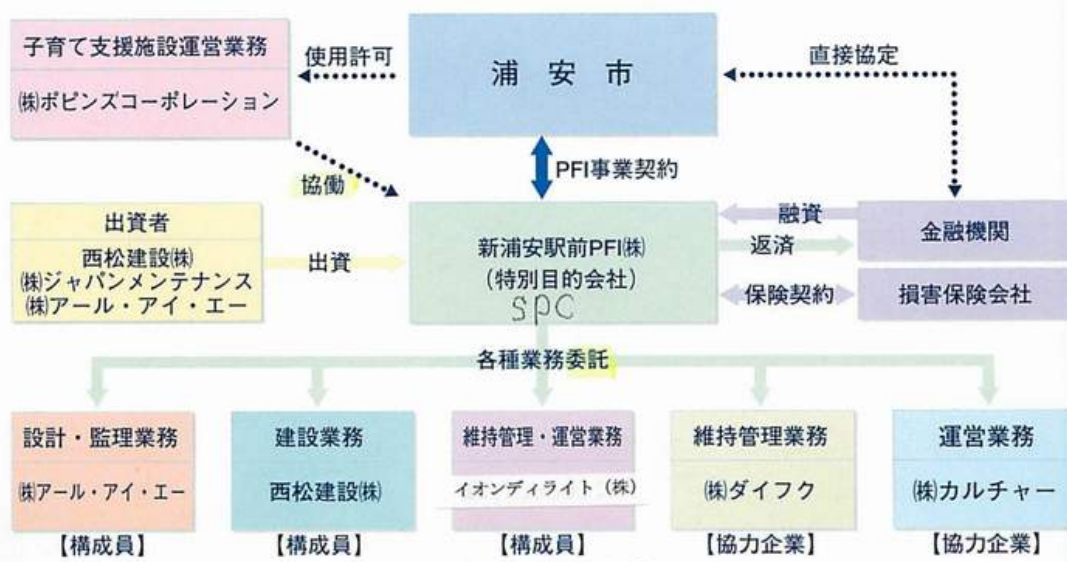 子育て支援施設運営業務
㈱ポピンズコーポレーション
使用許可
浦安市
直接協定
PFI事業契約
協働
出資者
西松建設㈱
㈱ジャパンメンテナンス
㈱アール・アイ・エー
出資
新浦安駅前PFI㈱
(特別目的会社)
SPC
融資
返済
金融機関
保険契約
損害保険会社
各種業務委託
設計・監理業務
㈱アール・アイ・エー
【構成員】
建設業務
西松建設㈱
【構成員】
維持管理・運営業務
イオンディライト（株）
【構成員】
維持管理業務
㈱ダイフク
【協力企業】
運営業務
㈱カルチャー
【協力企業】